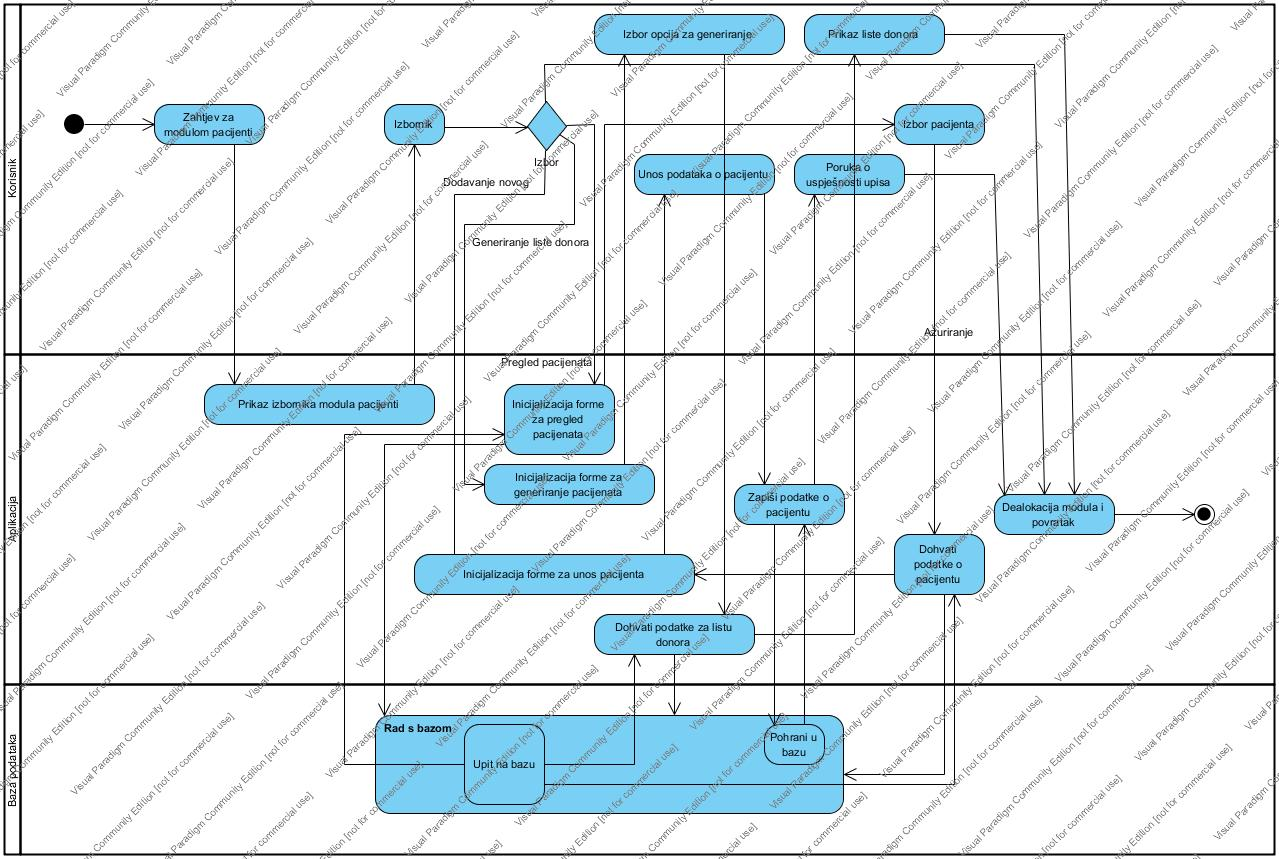 Korisnik
Izbor opcija za generiranje
Prikaz liste donora
Zahtjev za
modulom pacijenti
Izbornik
Izbor
Izbor pacijenta
Unos podataka o pacijentu
Poruka o
uspješnosti upisa
Dodavanje novog
Generiranje liste donora
Ažuriranje
Pregled pacijenata
Aplikacija
Prikaz izbornika modula pacijenti
Inicijalizacija forme
za pregled
pacijenata
Inicijalizacija forme za
generiranje pacijenata
Zapiši podatke o
pacijentu
Dealokacija modula i
povratak
Dohvati
podatke o
pacijentu
Inicijalizacija forme za unos pacijenta
Dohvati podatke za listu
donora
Baza podataka
Rad s bazom
Upit na bazu
Pohrani u
bazu
Visual Paradigm Community Edition [not for commercial use]